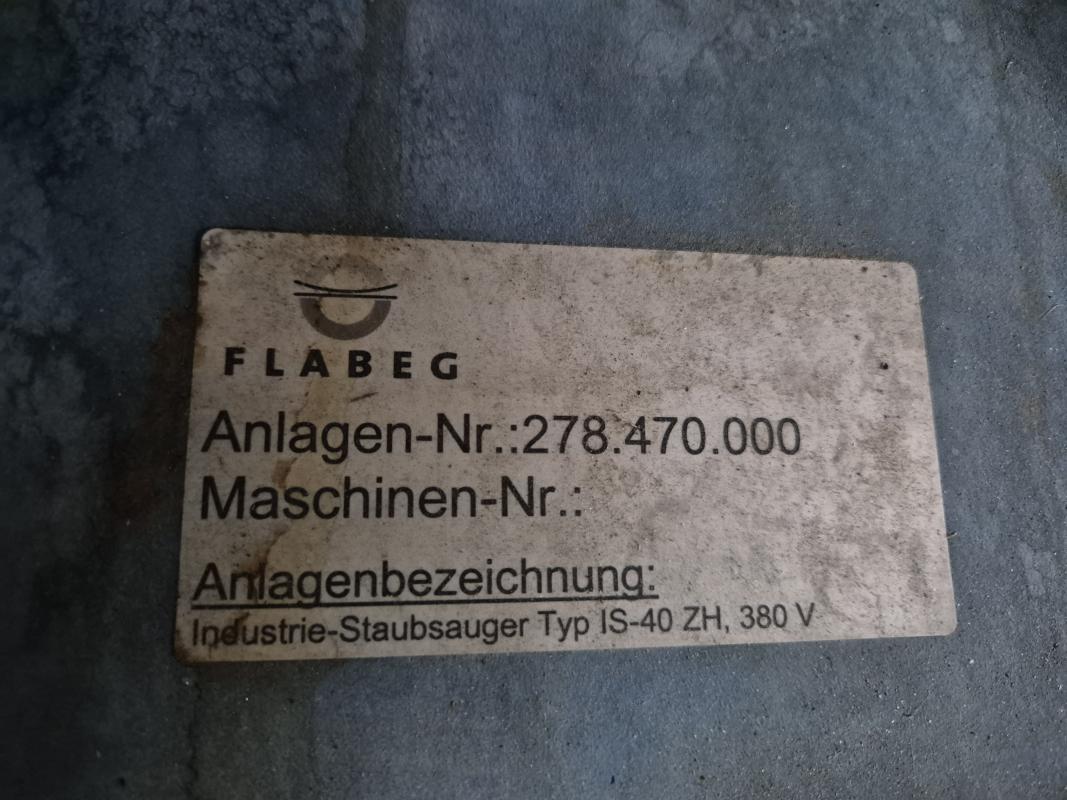 FLABEG
Anlagen-Nr.:278.470.000
Maschinen-Nr.:
Anlagenbezeichnung:
Industrie-Staubsauger Typ IS-40 ZH, 380 V